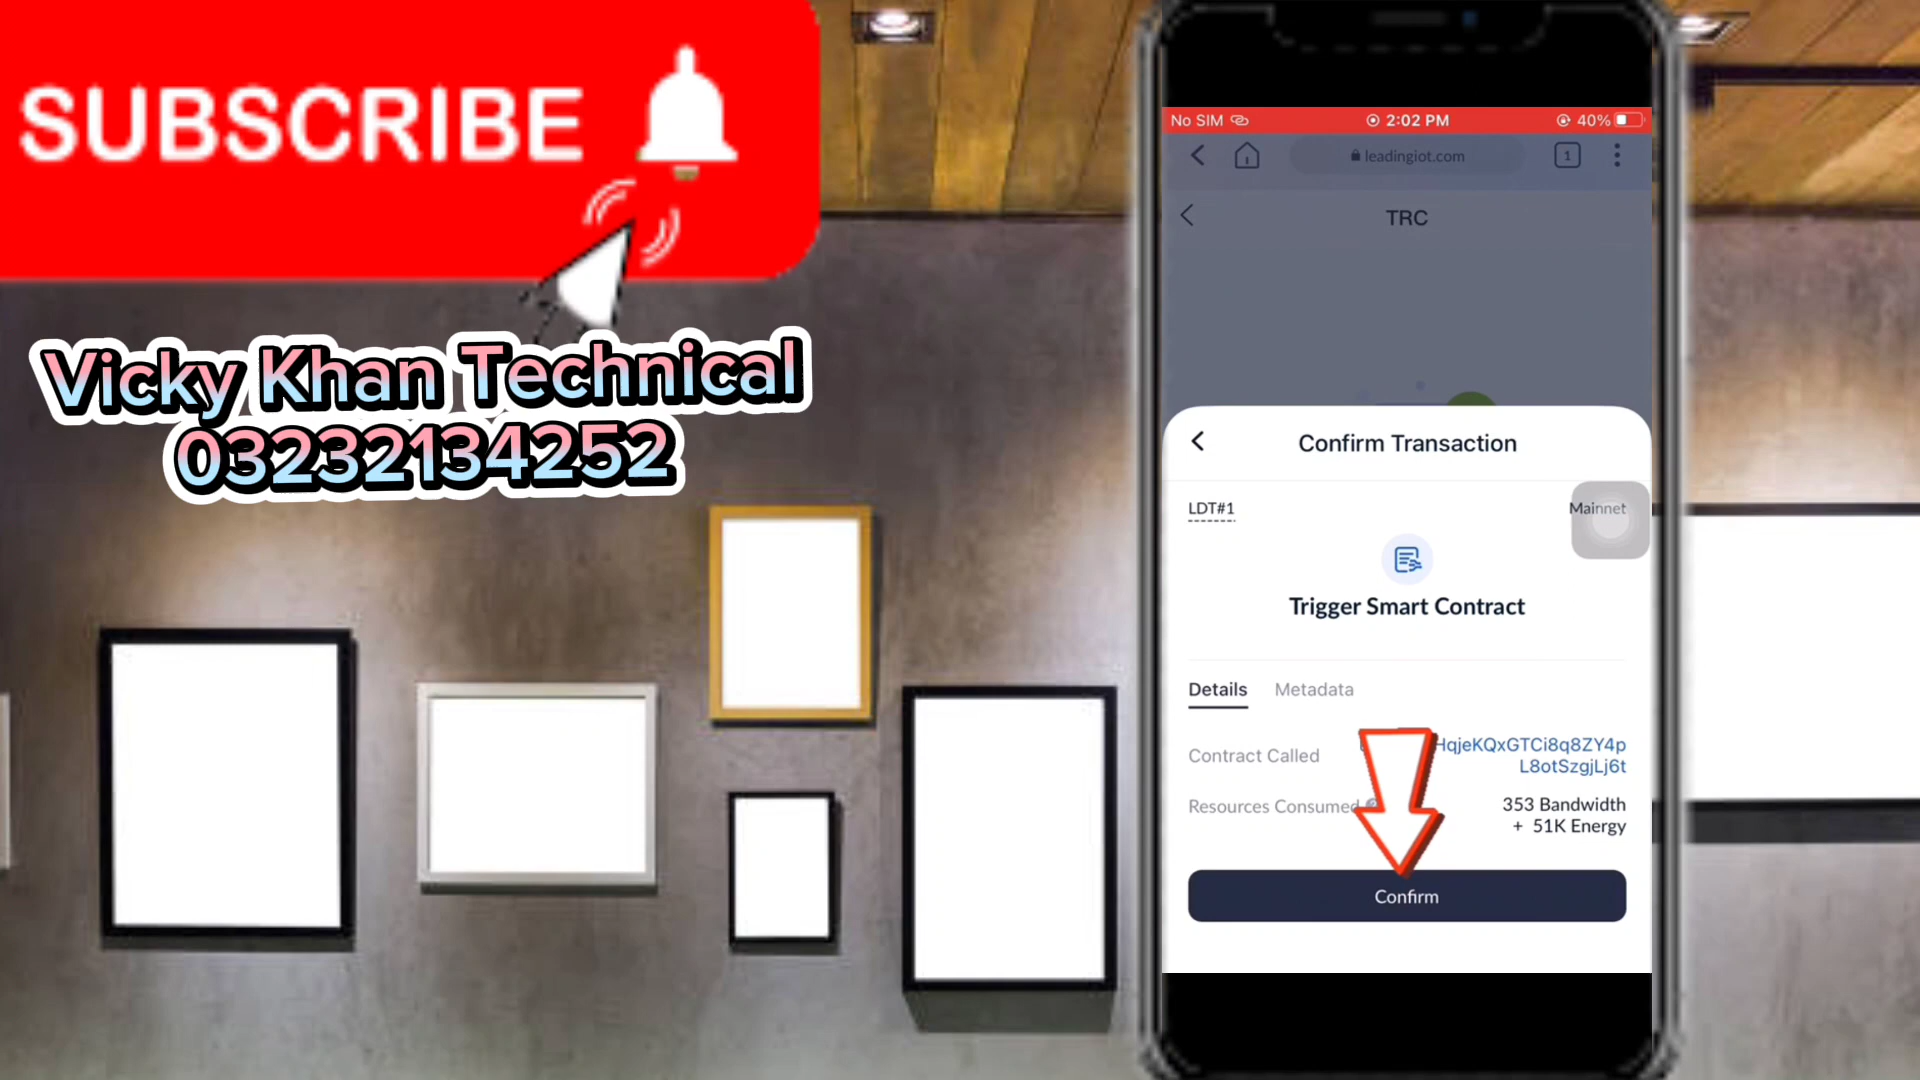 SUBSCRIBE
Vicky Khan Technical
03232134252
No SIM
2:02 PM
40%
leadingiot.com
1
TRC
Confirm Transaction
LDT#1
Mainnet
Trigger Smart Contract
Details
Metadata
Contract Called
HqjeKQxGTCi8q8ZY4p
L8otSzgjLj6t
Resources Consumed
353 Bandwidth
+ 51K Energy
Confirm